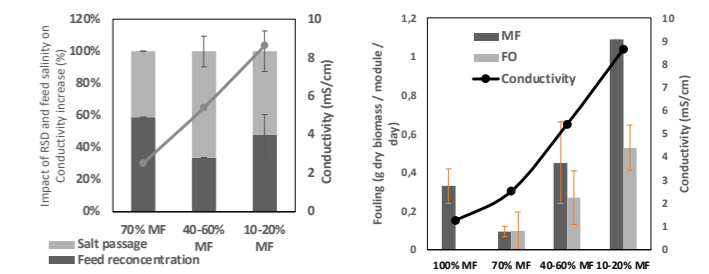 Impact of RSD and feed salinity on
Conductivity increase (%)
120%
100%
80%
60%
40%
20%
0%
10
8
6
4
2
0
Conductivity (mS/cm)
70% MF
40-60%
MF
10-20%
MF
Salt passage
Feed reconcentration
Fouling (g dry biomass / module /
day)
1,2
1
0,8
0,6
0,4
0,2
0
MF
FO
Conductivity
10
9
8
7
6
5
4
3
2
1
0
Conductivity (mS/cm)
100% MF
70% MF
40-60% MF
10-20% MF